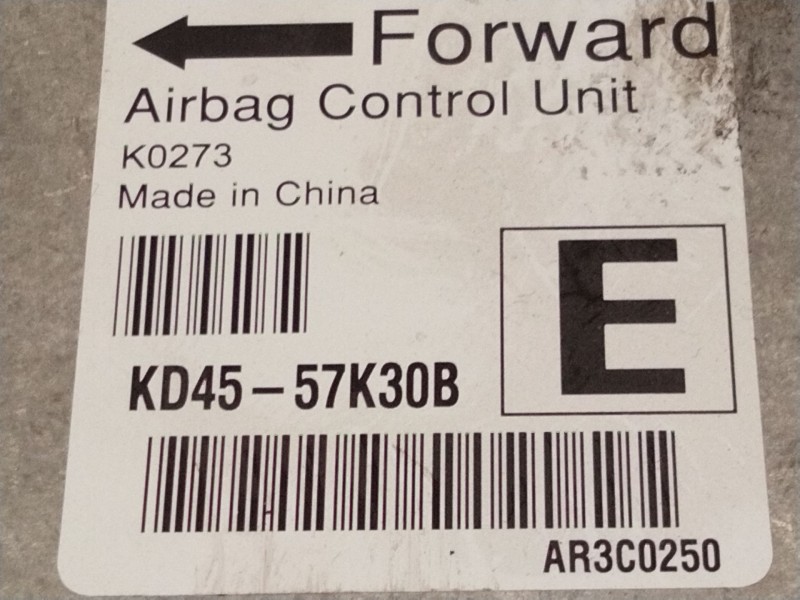 Forward
Airbag Control Unit
K0273
Made in China
E
KD45-57K30B
AR3C0250